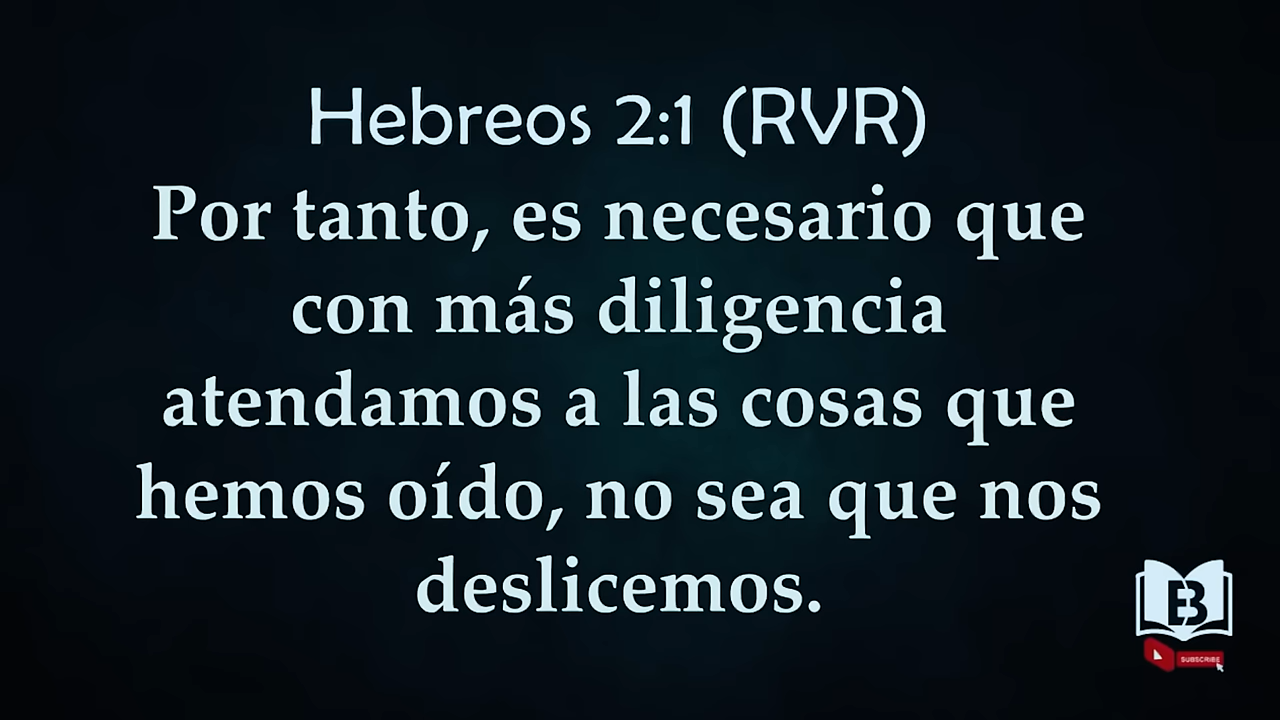 Hebreos 2:1 (RVR)
Por tanto, es necesario que
con más diligencia
atendamos a las cosas que
hemos oído, no sea que nos
deslicemos.
EB
SUBSCRIBE